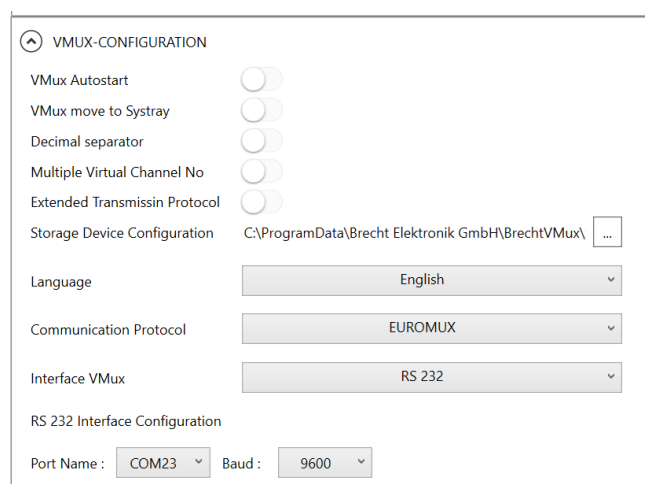 VMUX-CONFIGURATION
VMux Autostart
VMux move to Systray
Decimal separator
Multiple Virtual Channel No
Extended Transmissin Protocol
Storage Device Configuration C:\ProgramData\Brecht Elektronik GmbH\BrechtVMux\ ...
Language English
Communication Protocol EUROMUX
Interface VMux RS 232
RS 232 Interface Configuration
Port Name : COM23 Baud : 9600